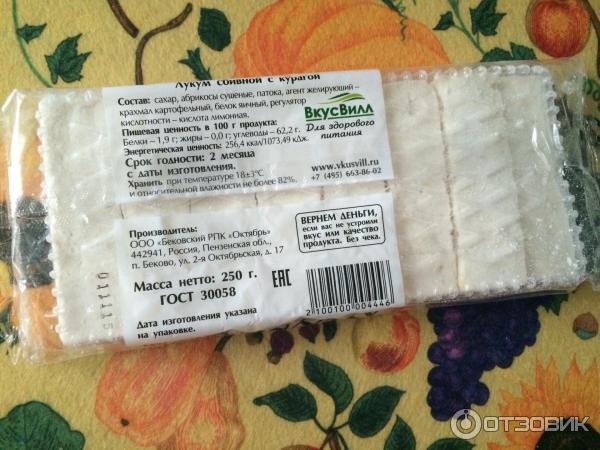 Лукум сбивной с курагой
Состав: сахар, абрикосы сушеные, патока, агент желирующий –
крахмал картофельный, белок яичный, регулятор
кислотности – кислота лимонная.
Пищевая ценность в 100 г продукта:
Белки – 1,9 г; жиры – 0,0 г; углеводы – 62,2 г.
Энергетическая ценность: 256,4 ккал/1073,49 кДж.
Срок годности: 2 месяца
с даты изготовления.
Хранить при температуре 18±3°С
и относительной влажности не более 82%.
ВкусВилл
Для здорового
питания
www.vkusvill.ru
+7 (495) 663-86-02
Производитель:
ООО «Бековский РПК «Октябрь»
442941, Россия, Пензенская обл.,
п. Беково, ул. 2-я Октябрьская, д. 17
Масса нетто: 250 г.
ГОСТ 30058
EAC
Дата изготовления указана
на упаковке.
ВЕРНЕМ ДЕНЬГИ,
если вас не устроили
вкус или качество
продукта. Без чека.
2 100100 004446
ОТЗОВИК